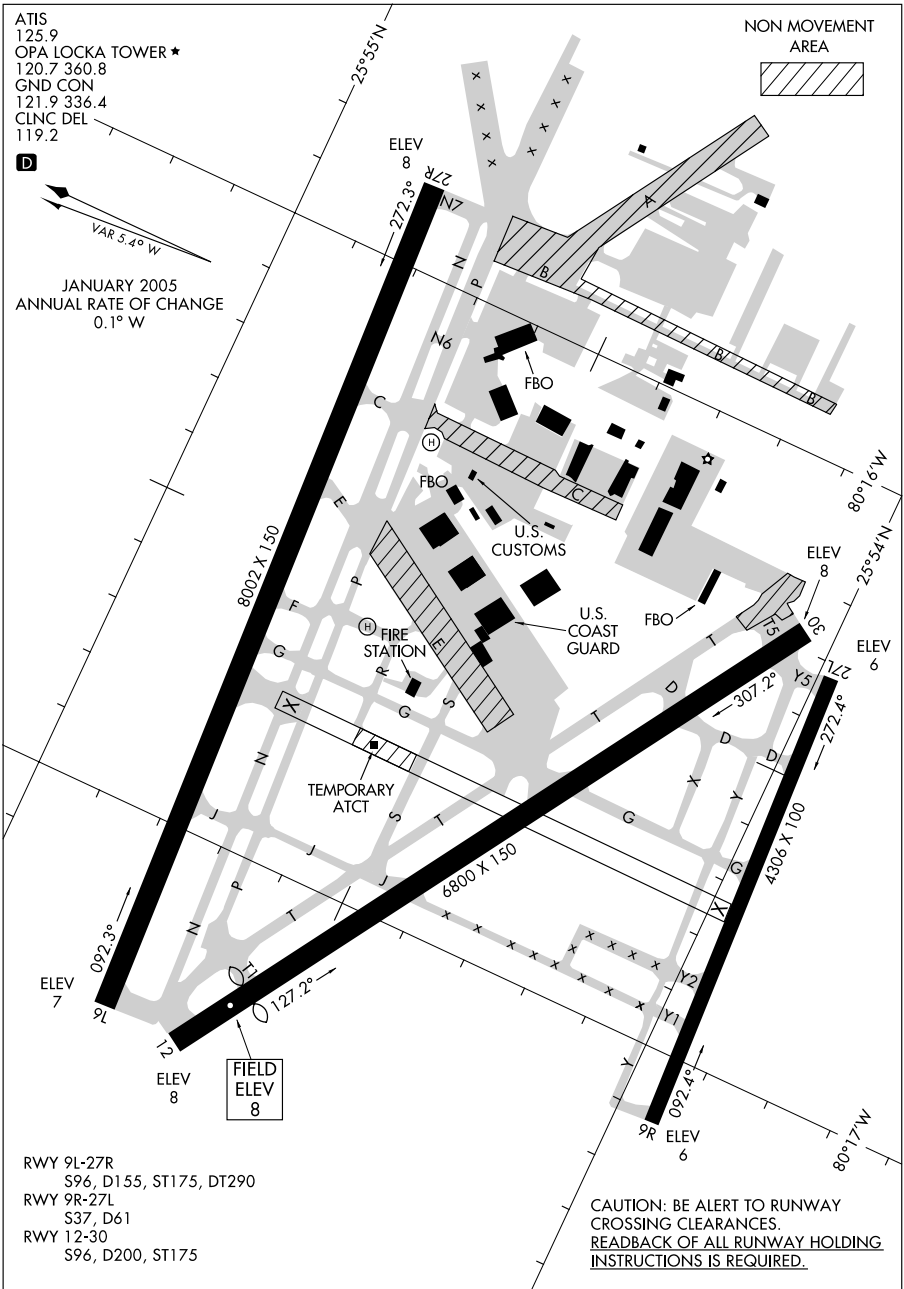 ATIS
125.9
OPA LOCKA TOWER ★
120.7 360.8
GND CON
121.9 336.4
CLNC DEL
119.2
D
VAR 5.4° W
JANUARY 2005
ANNUAL RATE OF CHANGE
0.1° W
NON MOVEMENT
AREA
25°55'N
ELEV
8
27R
272.3°
N7
A
N
P
B
B
B
N6
FBO
C
H
FBO
C
U.S.
CUSTOMS
80°16'W
25°54'N
E
8002 X 150
P
F
H
FIRE
STATION
E
U.S.
COAST
GUARD
FBO
ELEV
8
30
T5
ELEV
6
27L
Y5
272.4°
G
R
G
S
T
T
D
307.2°
D
D
X
Y
X
N
TEMPORARY
ATCT
J
J
S
T
J
G
G
4306 X 100
6800 X 150
X
P
T
N
092.3°
ELEV
7
9L
T1
127.2°
12
ELEV
8
FIELD
ELEV
8
Y2
Y1
Y
092.4°
9R
ELEV
6
80°17'W
RWY 9L-27R
S96, D155, ST175, DT290
RWY 9R-27L
S37, D61
RWY 12-30
S96, D200, ST175
CAUTION: BE ALERT TO RUNWAY
CROSSING CLEARANCES.
READBACK OF ALL RUNWAY HOLDING
INSTRUCTIONS IS REQUIRED.